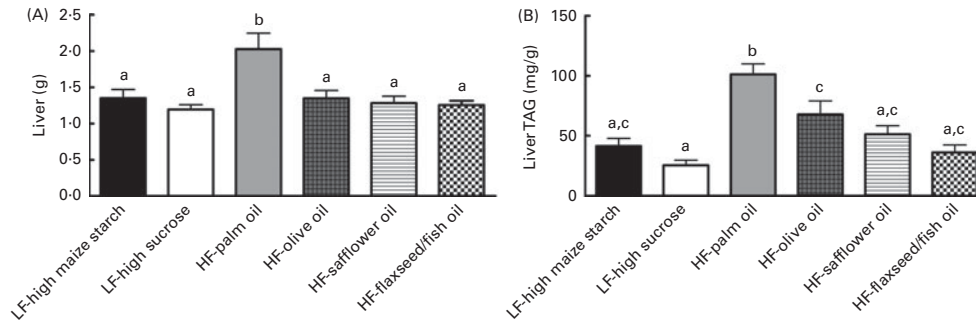 (A)
2·5
2·0
1·5
1·0
0·5
0·0
Liver (g)
a
a
b
a
a
a
LF-high maize starch
LF-high sucrose
HF-palm oil
HF-olive oil
HF-safflower oil
HF-flaxseed/fish oil
(B)
150
100
50
0
Liver TAG (mg/g)
a,c
a
b
c
a,c
a,c
LF-high maize starch
LF-high sucrose
HF-palm oil
HF-olive oil
HF-safflower oil
HF-flaxseed/fish oil